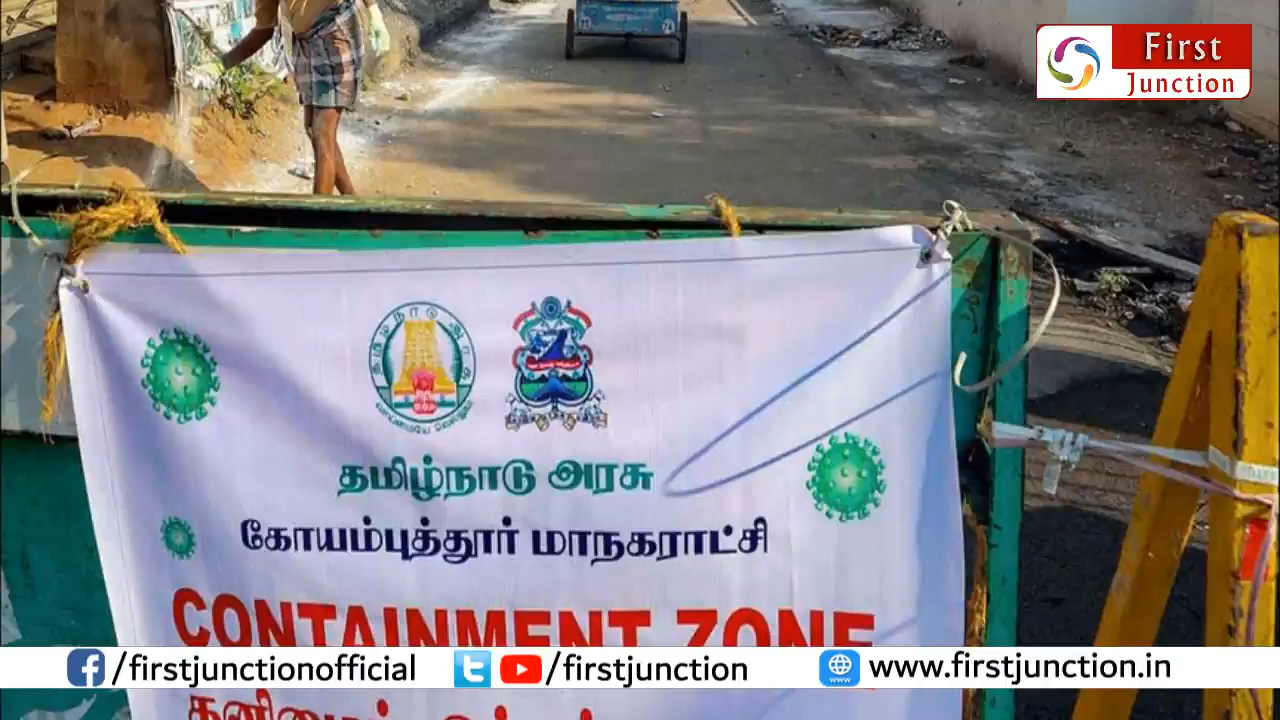 First
Junction
தமிழ்நாடு அரசு
கோயம்புத்தூர் மாநகராட்சி
CONTAINMENT ZONE
/firstjunctionofficial
/firstjunction
www.firstjunction.in